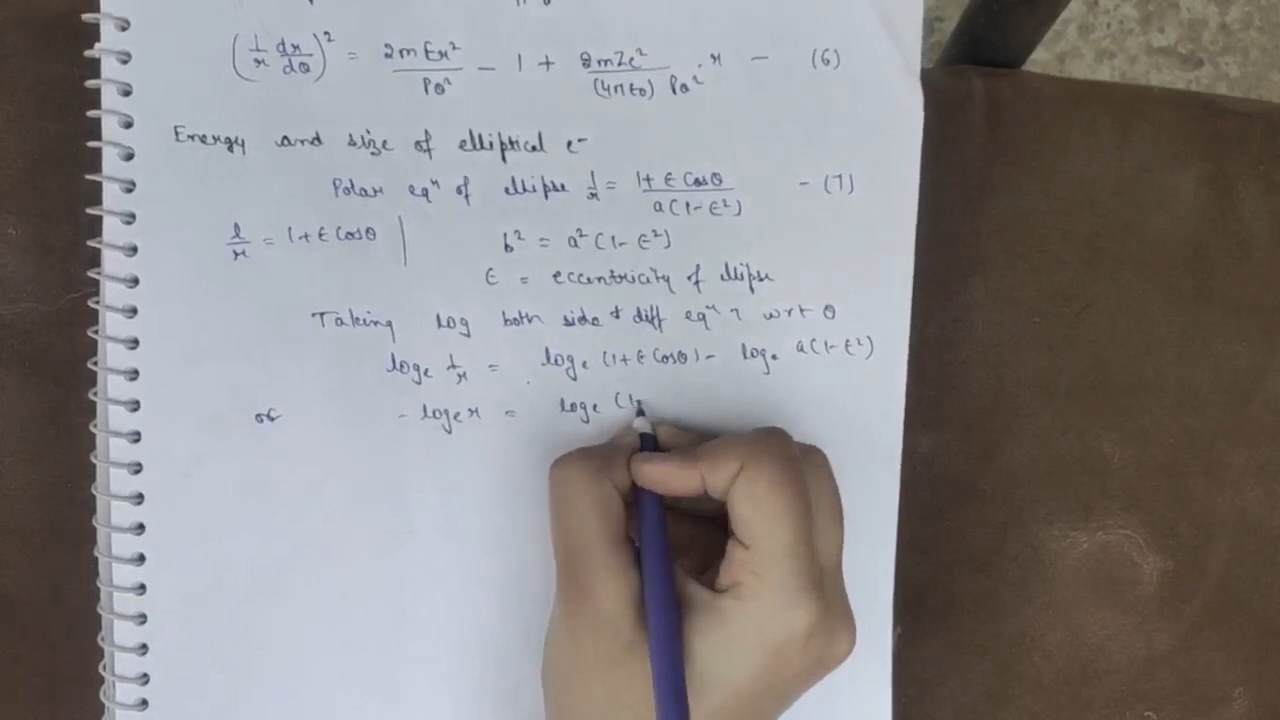 (1/r dr/dθ)² = 2mEr²/Pθ² - 1 + 2mZe²/(4πε₀) Pθ² · r - (6)
Energy and size of elliptical e-
Polar eqⁿ of ellipse 1/r = 1+ ϵ Cosθ / a(1-ϵ²) - (7)
l/r = 1+ϵ Cosθ | b² = a² (1-ϵ²)
ϵ = eccentricity of ellipse
Taking log both side & diff eqⁿ 7 wrt θ
logₑ 1/r = logₑ (1+ϵ Cosθ) - logₑ a(1-ϵ²)
or - logₑ r = logₑ (1+